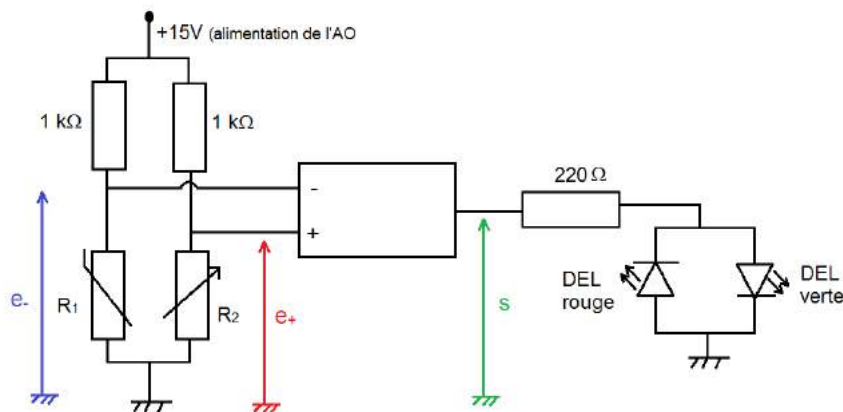 +15V (alimentation de l'AO
1 kΩ
1 kΩ
-
+
220 Ω
e-
R1
R2
e+
s
DEL
rouge
DEL
verte